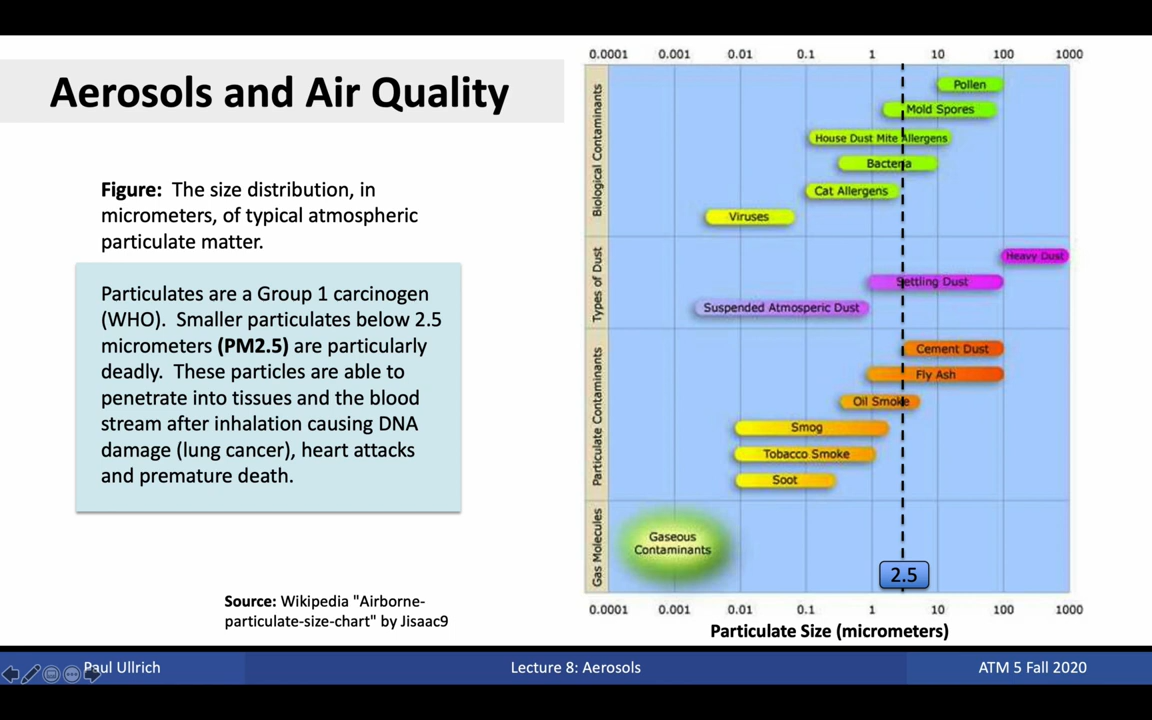 Aerosols and Air Quality
Figure: The size distribution, in
micrometers, of typical atmospheric
particulate matter.
Particulates are a Group 1 carcinogen
(WHO). Smaller particulates below 2.5
micrometers (PM2.5) are particularly
deadly. These particles are able to
penetrate into tissues and the blood
stream after inhalation causing DNA
damage (lung cancer), heart attacks
and premature death.
Source: Wikipedia "Airborne-
particulate-size-chart" by Jisaac9
0.0001 0.001 0.01 0.1 1 10 100 1000
Biological Contaminants
Pollen
Mold Spores
House Dust Mite Allergens
Bacteria
Cat Allergens
Viruses
Types of Dust
Heavy Dust
Settling Dust
Suspended Atmosperic Dust
Particulate Contaminants
Cement Dust
Fly Ash
Oil Smoke
Smog
Tobacco Smoke
Soot
Gas Molecules
Gaseous
Contaminants
2.5
0.0001 0.001 0.01 0.1 1 10 100 1000
Particulate Size (micrometers)
Paul Ullrich
Lecture 8: Aerosols
ATM 5 Fall 2020